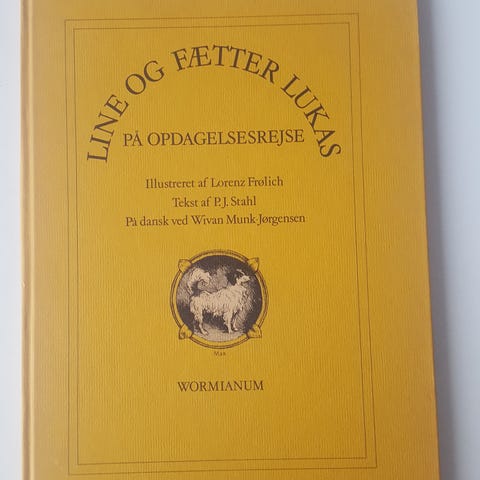 LINE OG FÆTTER LUKAS
PÅ OPDAGELSESREJSE
Illustreret af Lorenz Frølich
Tekst af P. J. Stahl
På dansk ved Wivan Munk-Jørgensen
Max
WORMIANUM